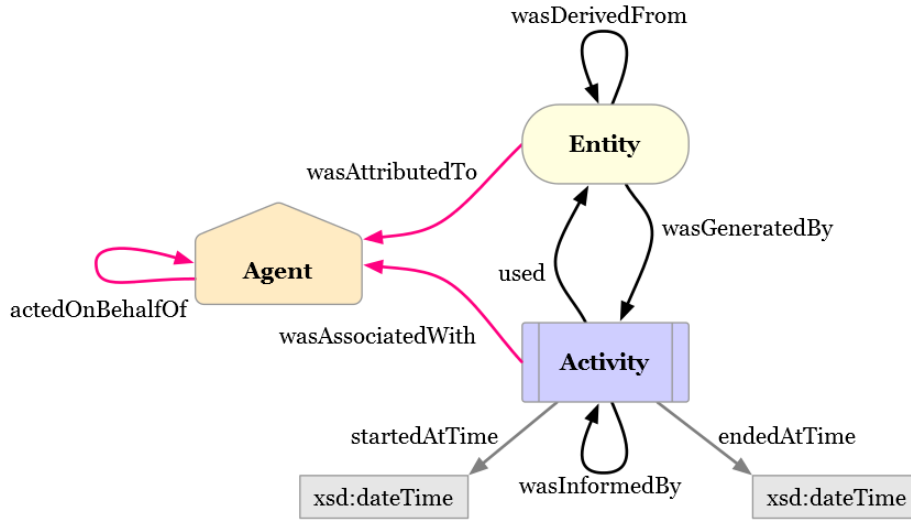 wasDerivedFrom
Entity
wasAttributedTo
wasGeneratedBy
Agent
used
actedOnBehalfOf
wasAssociatedWith
Activity
startedAtTime
endedAtTime
wasInformedBy
xsd:dateTime
xsd:dateTime